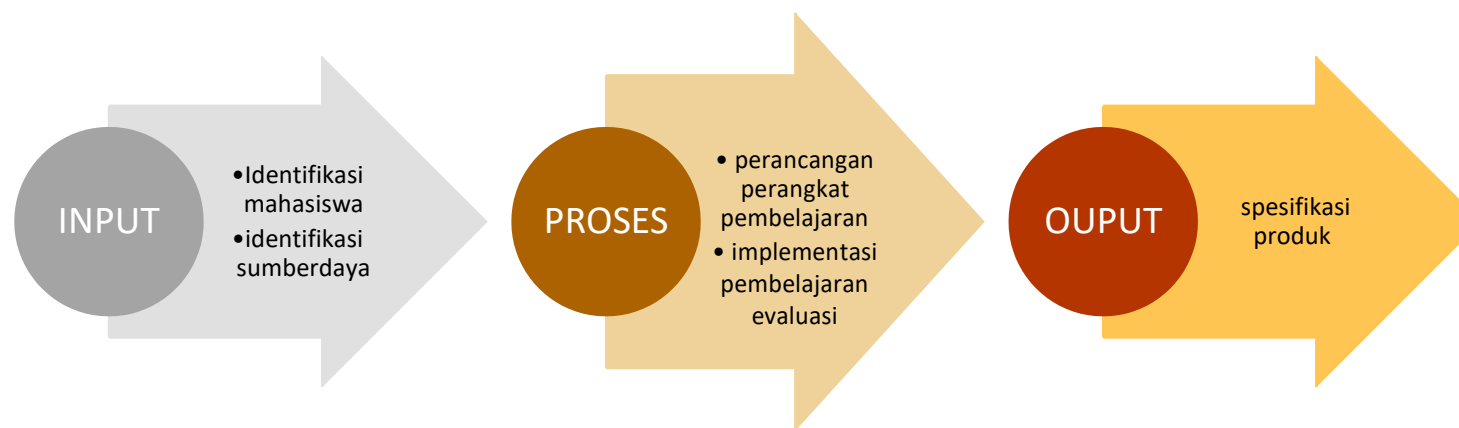 INPUT
•Identifikasi
mahasiswa
•identifikasi
sumberdaya
PROSES
• perancangan
perangkat
pembelajaran
• implementasi
pembelajaran
evaluasi
OUPUT
spesifikasi
produk